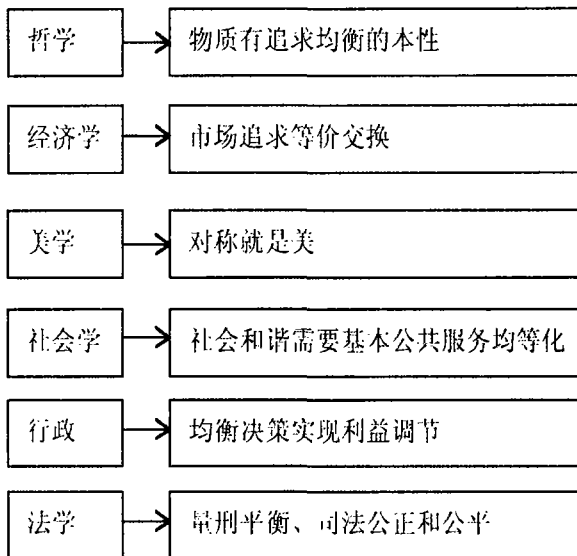 哲学
物质有追求均衡的本性
经济学
市场追求等价交换
美学
对称就是美
社会学
社会和谐需要基本公共服务均等化
行政
均衡决策实现利益调节
法学
量刑平衡、司法公正和公平